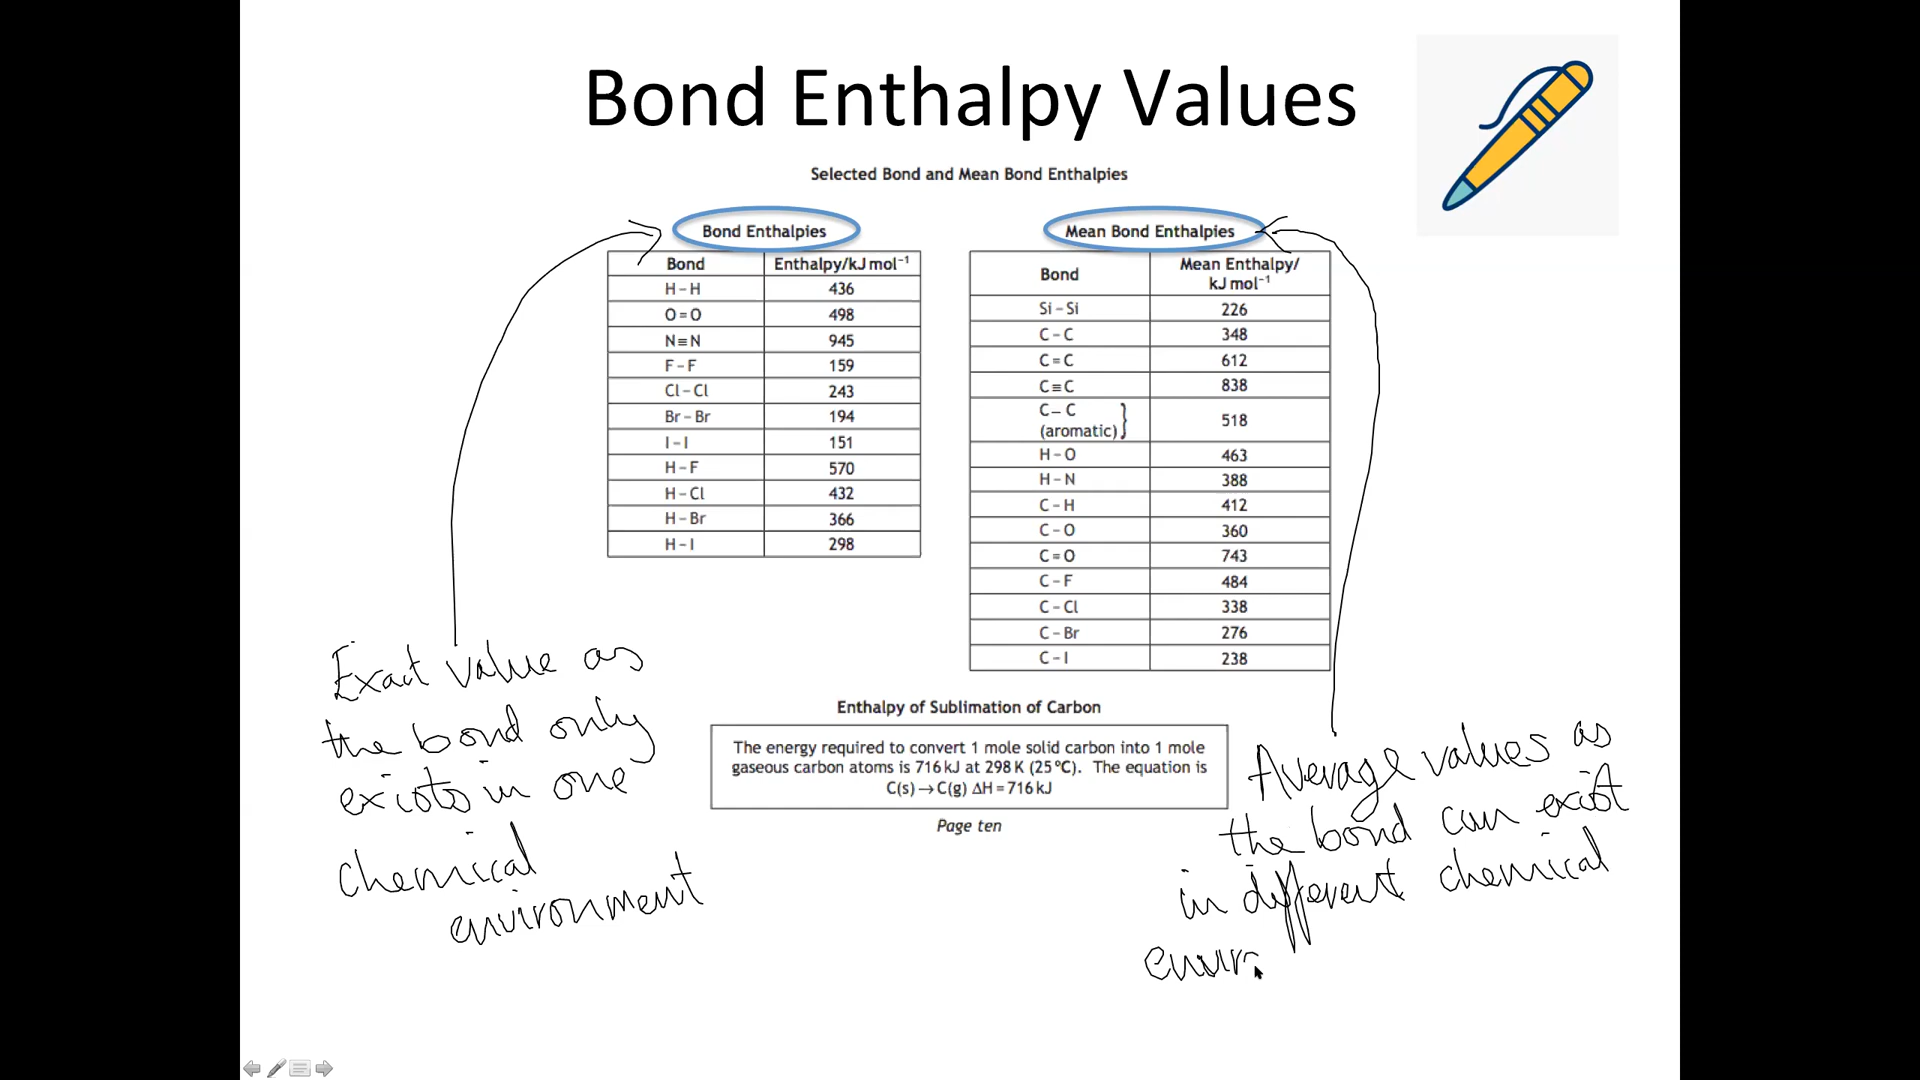 Bond Enthalpy Values
Selected Bond and Mean Bond Enthalpies
Bond Enthalpies
Bond Enthalpy/kJ mol⁻¹
H – H 436
O = O 498
N ≡ N 945
F – F 159
Cl – Cl 243
Br – Br 194
I – I 151
H – F 570
H – Cl 432
H – Br 366
H – I 298
Mean Bond Enthalpies
Bond Mean Enthalpy/
kJ mol⁻¹
Si – Si 226
C – C 348
C = C 612
C ≡ C 838
C – C
(aromatic) } 518
H – O 463
H – N 388
C – H 412
C – O 360
C = O 743
C – F 484
C – Cl 338
C – Br 276
C – I 238
Exact value as
the bond only
exists in one
chemical
environment
Enthalpy of Sublimation of Carbon
The energy required to convert 1 mole solid carbon into 1 mole
gaseous carbon atoms is 716 kJ at 298 K (25 °C). The equation is
C(s) → C(g) ΔH = 716 kJ
Page ten
Average values as
the bond can exist
in different chemical
envir